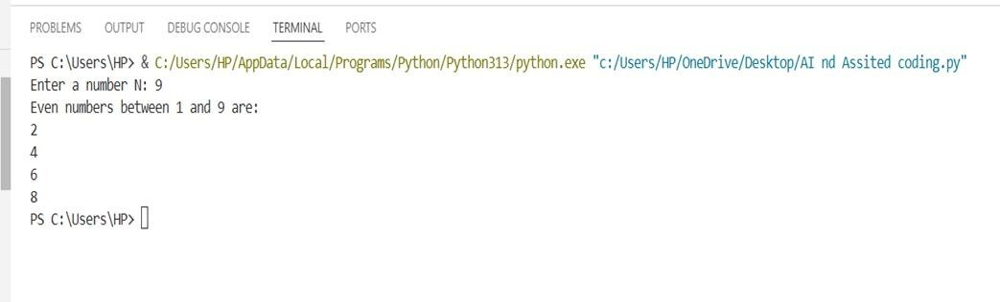 PROBLEMS OUTPUT DEBUG CONSOLE TERMINAL PORTS
PS C:\Users\HP> & C:/Users/HP/AppData/Local/Programs/Python/Python313/python.exe "c:/Users/HP/OneDrive/Desktop/AI nd Assited coding.py"
Enter a number N: 9
Even numbers between 1 and 9 are:
2
4
6
8
PS C:\Users\HP>